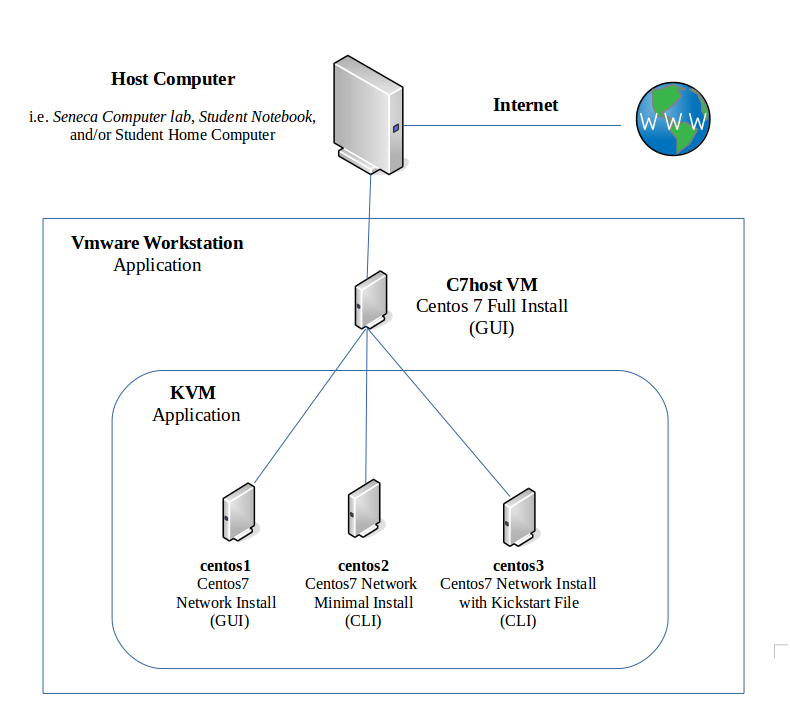 Host Computer
i.e. Seneca Computer lab, Student Notebook,
and/or Student Home Computer
Internet
WWW
Vmware Workstation
Application
C7host VM
Centos 7 Full Install
(GUI)
KVM
Application
centos1
Centos7
Network Install
(GUI)
centos2
Centos7 Network
Minimal Install
(CLI)
centos3
Centos7 Network Install
with Kickstart File
(CLI)